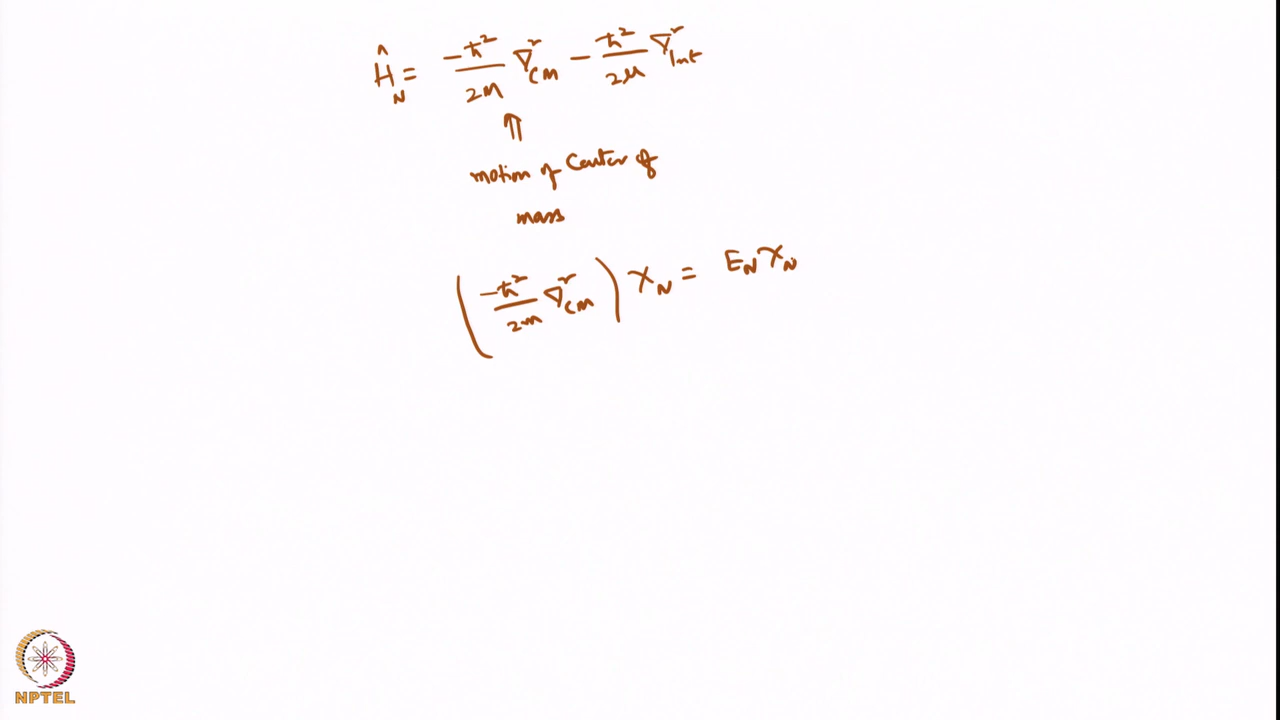 Ĥ_N = -ħ²/2M ∇²_CM - ħ²/2μ ∇²_Int
⇑
motion of Center of
mass
(-ħ²/2M ∇²_CM) χ_N = E_N χ_N
NPTEL